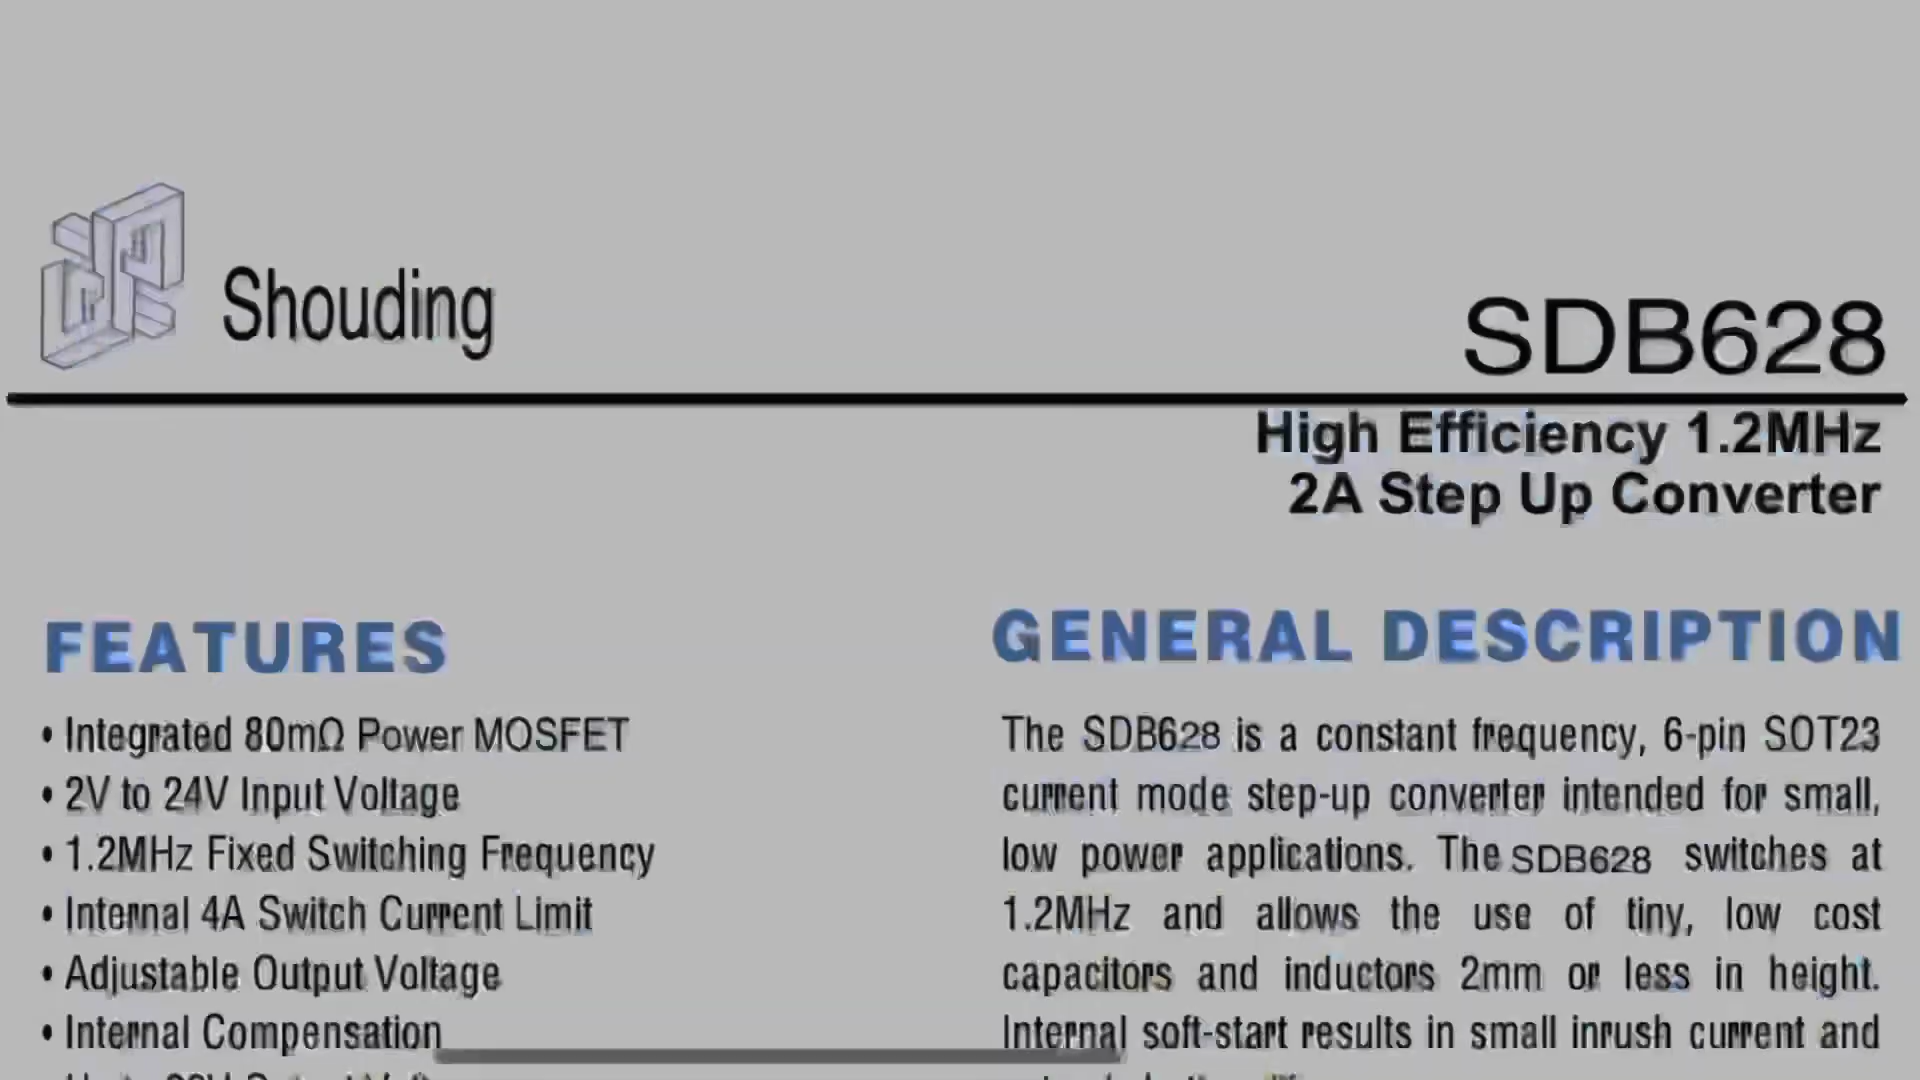 Shouding
SDB628
High Efficiency 1.2MHz
2A Step Up Converter
FEATURES
• Integrated 80mΩ Power MOSFET
• 2V to 24V Input Voltage
• 1.2MHz Fixed Switching Frequency
• Internal 4A Switch Current Limit
• Adjustable Output Voltage
• Internal Compensation
GENERAL DESCRIPTION
The SDB628 is a constant frequency, 6-pin SOT23
current mode step-up converter intended for small,
low power applications. The SDB628 switches at
1.2MHz and allows the use of tiny, low cost
capacitors and inductors 2mm or less in height.
Internal soft-start results in small inrush current and